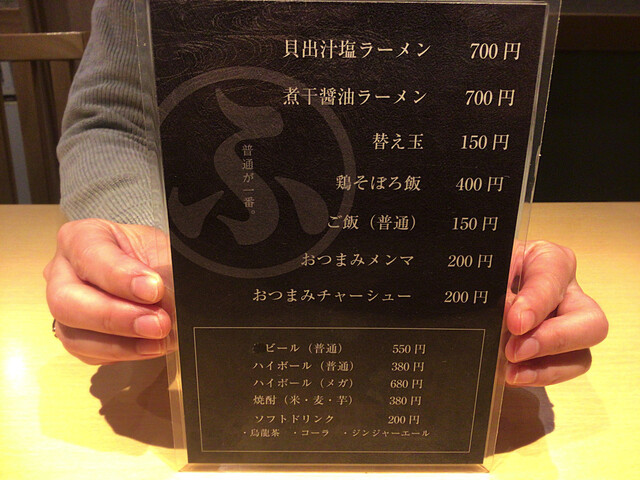 貝出汁塩ラーメン 700円
煮干醤油ラーメン 700円
替え玉 150円
鶏そぼろ飯 400円
ご飯（普通） 150円
おつまみメンマ 200円
おつまみチャーシュー 200円
ふ
普通が一番。
ビール（普通） 550円
ハイボール（普通） 380円
ハイボール（メガ） 680円
焼酎（米・麦・芋） 380円
ソフトドリンク 200円
・烏龍茶 ・コーラ ・ジンジャーエール